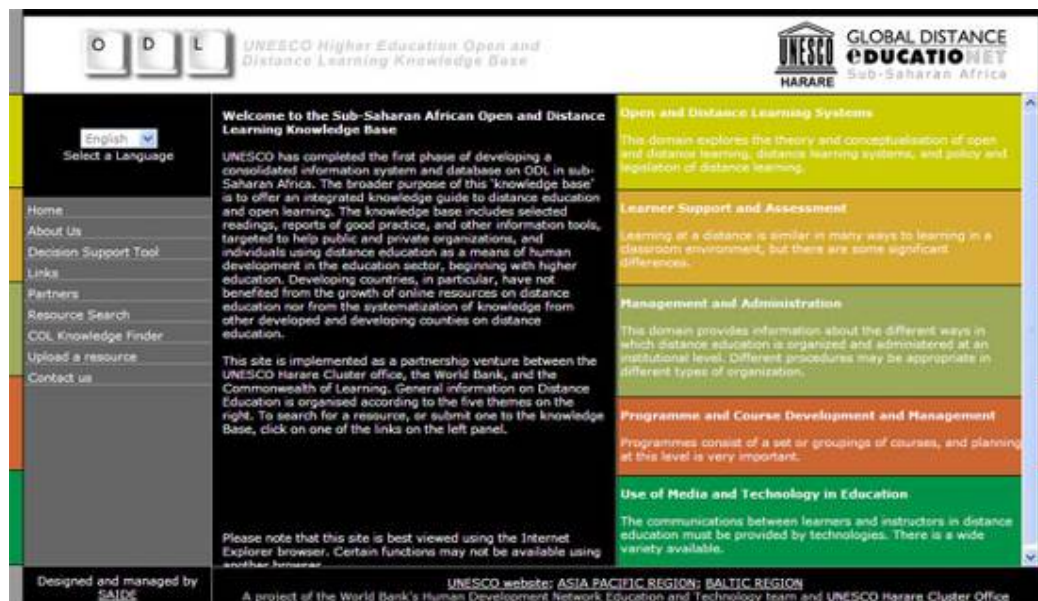 O D L
UNESCO Higher Education Open and
Distance Learning Knowledge Base
UNESCO
HARARE
GLOBAL DISTANCE
eDUCATIONET
Sub-Saharan Africa
English
Select a Language
Home
About Us
Decision Support Tool
Links
Partners
Resource Search
COL Knowledge Finder
Upload a resource
Contact us
Welcome to the Sub-Saharan African Open and Distance
Learning Knowledge Base
UNESCO has completed the first phase of developing a
consolidated information system and database on ODL in sub-
Saharan Africa. The broader purpose of this 'knowledge base'
is to offer an integrated knowledge guide to distance education
and open learning. The knowledge base includes selected
readings, reports of good practice, and other information tools,
targeted to help public and private organizations, and
individuals using distance education as a means of human
development in the education sector, beginning with higher
education. Developing countries, in particular, have not
benefited from the growth of online resources on distance
education nor from the systematization of knowledge from
other developed and developing counties on distance
education.
This site is implemented as a partnership venture between the
UNESCO Harare Cluster office, the World Bank, and the
Commonwealth of Learning. General information on Distance
Education is organised according to the five themes on the
right. To search for a resource, or submit one to the knowledge
Base, click on one of the links on the left panel.
Please note that this site is best viewed using the Internet
Explorer browser. Certain functions may not be available using
another browser.
Open and Distance Learning Systems
This domain explores the theory and conceptualisation of open
and distance learning, distance learning systems, and policy and
legislation of distance learning.
Learner Support and Assessment
Learning at a distance is similar in many ways to learning in a
classroom environment, but there are some significant
differences.
Management and Administration
This domain provides information about the different ways in
which distance education is organized and administered at an
institutional level. Different procedures may be appropriate in
different types of organization.
Programme and Course Development and Management
Programmes consist of a set or groupings of courses, and planning
at this level is very important.
Use of Media and Technology in Education
The communications between learners and instructors in distance
education must be provided by technologies. There is a wide
variety available.
Designed and managed by
SAIDE
UNESCO website; ASIA PACIFIC REGION; BALTIC REGION
A project of the World Bank's Human Development Network Education and Technology team and UNESCO Harare Cluster Office